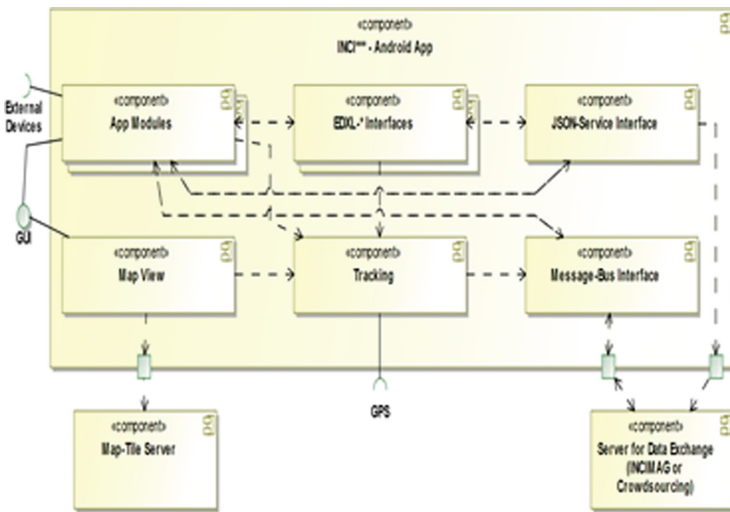 «component»
INCI*** - Android App
External
Devices
«component»
App Modules
«component»
EDXL-* Interfaces
«component»
JSON-Service Interface
GUI
«component»
Map View
«component»
Tracking
«component»
Message-Bus Interface
GPS
«component»
Map-Tile Server
«component»
Server for Data Exchange
(INCIMAG or
Crowdsourcing)